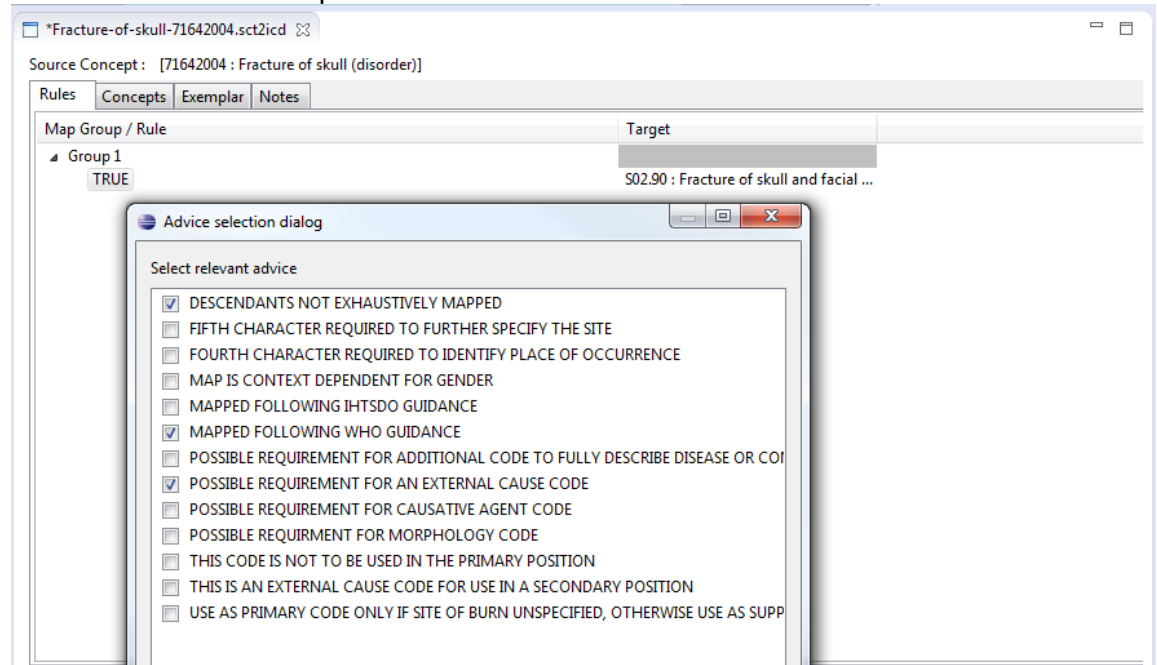 *Fracture-of-skull-71642004.sct2icd
Source Concept : [71642004 : Fracture of skull (disorder)]
Rules Concepts Exemplar Notes
Map Group / Rule Target
Group 1
TRUE S02.90 : Fracture of skull and facial ...
Advice selection dialog
Select relevant advice
DESCENDANTS NOT EXHAUSTIVELY MAPPED
FIFTH CHARACTER REQUIRED TO FURTHER SPECIFY THE SITE
FOURTH CHARACTER REQUIRED TO IDENTIFY PLACE OF OCCURRENCE
MAP IS CONTEXT DEPENDENT FOR GENDER
MAPPED FOLLOWING IHTSDO GUIDANCE
MAPPED FOLLOWING WHO GUIDANCE
POSSIBLE REQUIREMENT FOR ADDITIONAL CODE TO FULLY DESCRIBE DISEASE OR
POSSIBLE REQUIREMENT FOR AN EXTERNAL CAUSE CODE
POSSIBLE REQUIREMENT FOR CAUSATIVE AGENT CODE
POSSIBLE REQUIRMENT FOR MORPHOLOGY CODE
THIS CODE IS NOT TO BE USED IN THE PRIMARY POSITION
THIS IS AN EXTERNAL CAUSE CODE FOR USE IN A SECONDARY POSITION
USE AS PRIMARY CODE ONLY IF SITE OF BURN UNSPECIFIED, OTHERWISE USE AS SUPP